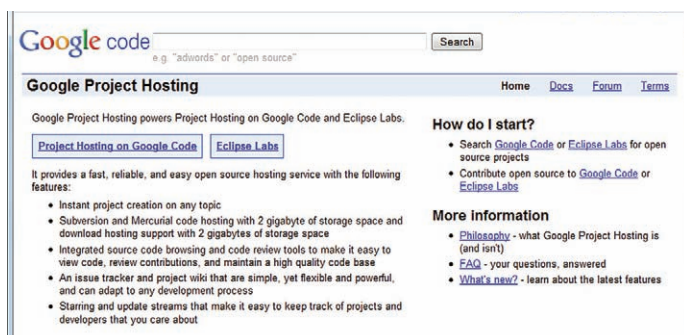 Google code
Search
e.g. "adwords" or "open source"
Google Project Hosting
Home Docs Forum Terms
Google Project Hosting powers Project Hosting on Google Code and Eclipse Labs.
Project Hosting on Google Code Eclipse Labs
It provides a fast, reliable, and easy open source hosting service with the following
features:
• Instant project creation on any topic
• Subversion and Mercurial code hosting with 2 gigabyte of storage space and
download hosting support with 2 gigabytes of storage space
• Integrated source code browsing and code review tools to make it easy to
view code, review contributions, and maintain a high quality code base
• An issue tracker and project wiki that are simple, yet flexible and powerful,
and can adapt to any development process
• Starring and update streams that make it easy to keep track of projects and
developers that you care about
How do I start?
• Search Google Code or Eclipse Labs for open
source projects
• Contribute open source to Google Code or
Eclipse Labs
More information
• Philosophy - what Google Project Hosting is
(and isn't)
• FAQ - your questions, answered
• What's new? - learn about the latest features